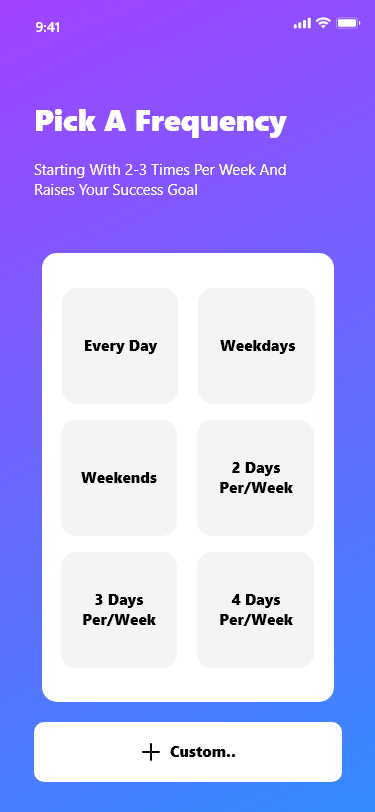 9:41
Pick A Frequency
Starting With 2-3 Times Per Week And
Raises Your Success Goal
Every Day
Weekdays
Weekends
2 Days
Per/Week
3 Days
Per/Week
4 Days
Per/Week
Custom..